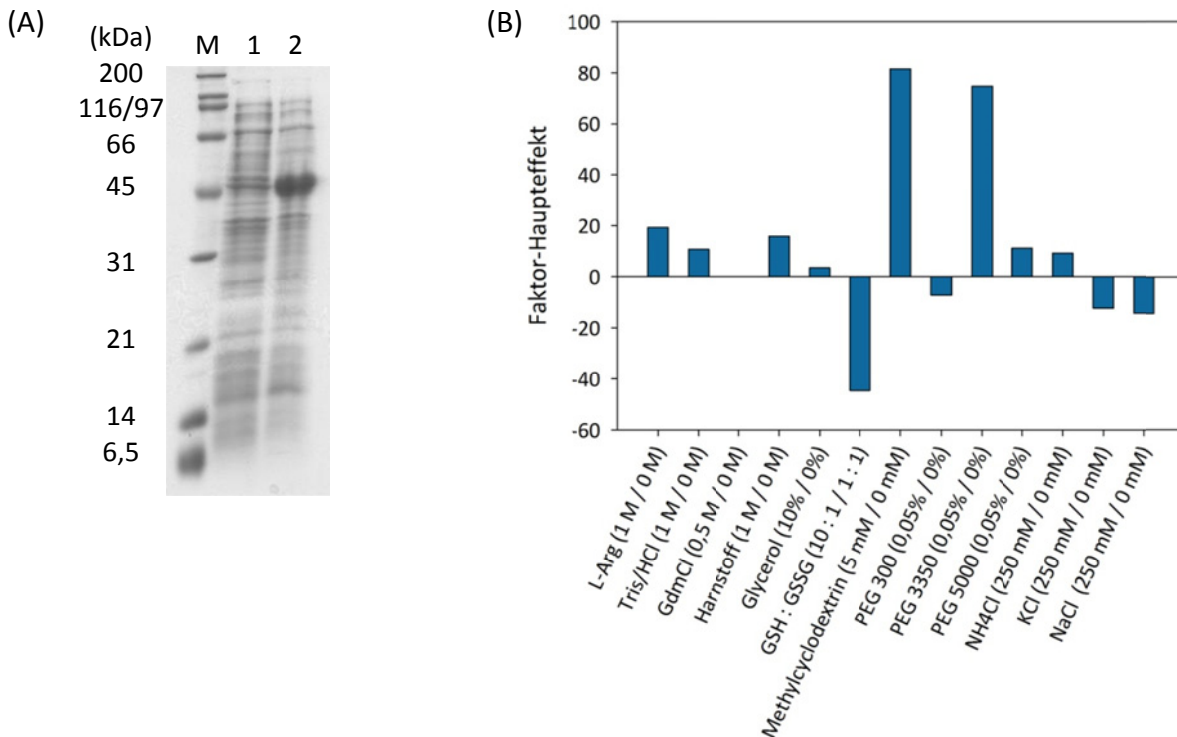 (A)
(kDa)
M 1 2
200
116/97
66
45
31
21
14
6,5
(B)
Faktor-Haupteffekt
100
80
60
40
20
0
-20
-40
-60
L-Arg (1 M / 0 M)
Tris/HCl (1 M / 0 M)
GdmCl (0,5 M / 0 M)
Harnstoff (1 M / 0 M)
Glycerol (10% / 0%)
GSH : GSSG (10 : 1 / 1 : 1)
Methylcyclodextrin (5 mM / 0 mM)
PEG 300 (0,05% / 0%)
PEG 3350 (0,05% / 0%)
PEG 5000 (0,05% / 0%)
NH4Cl (250 mM / 0 mM)
KCl (250 mM / 0 mM)
NaCl (250 mM / 0 mM)